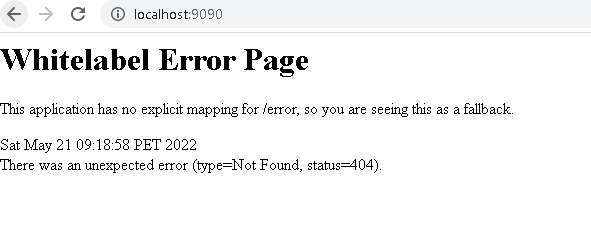 localhost:9090
Whitelabel Error Page
This application has no explicit mapping for /error, so you are seeing this as a fallback.
Sat May 21 09:18:58 PET 2022
There was an unexpected error (type=Not Found, status=404).